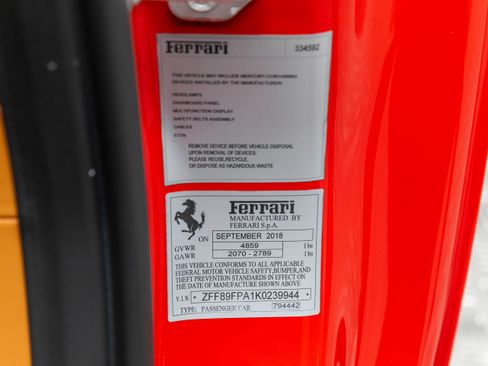 Ferrari 334592
THIS VEHICLE MAY INCLUDE MERCURY-CONTAINING
DEVICES INSTALLED BY THE MANUFACTURER:
HEADLAMPS
DASHBOARD PANEL
MULTIFUNCTION DISPLAY
SAFETY BELTS ASSEMBLY
CABLES
ECUs
REMOVE DEVICE BEFORE VEHICLE DISPOSAL
UPON REMOVAL OF DEVICES:
PLEASE REUSE,RECYCLE,
OR DISPOSE AS HAZARDOUS WASTE
Ferrari
MANUFACTURED BY
FERRARI S.p.A.
ON SEPTEMBER 2018
GVWR 4859 lbs
GAWR 2070 - 2789 lbs
THIS VEHICLE CONFORMS TO ALL APPLICABLE
FEDERAL MOTOR VEHICLE SAFETY,BUMPER,AND
THEFT PREVENTION STANDARDS IN EFFECT ON
THE DATE OF MANUFACTURE SHOWN ABOVE
V.I.N. * ZFF89FPA1K0239944 *
TYPE: PASSENGER CAR 794442